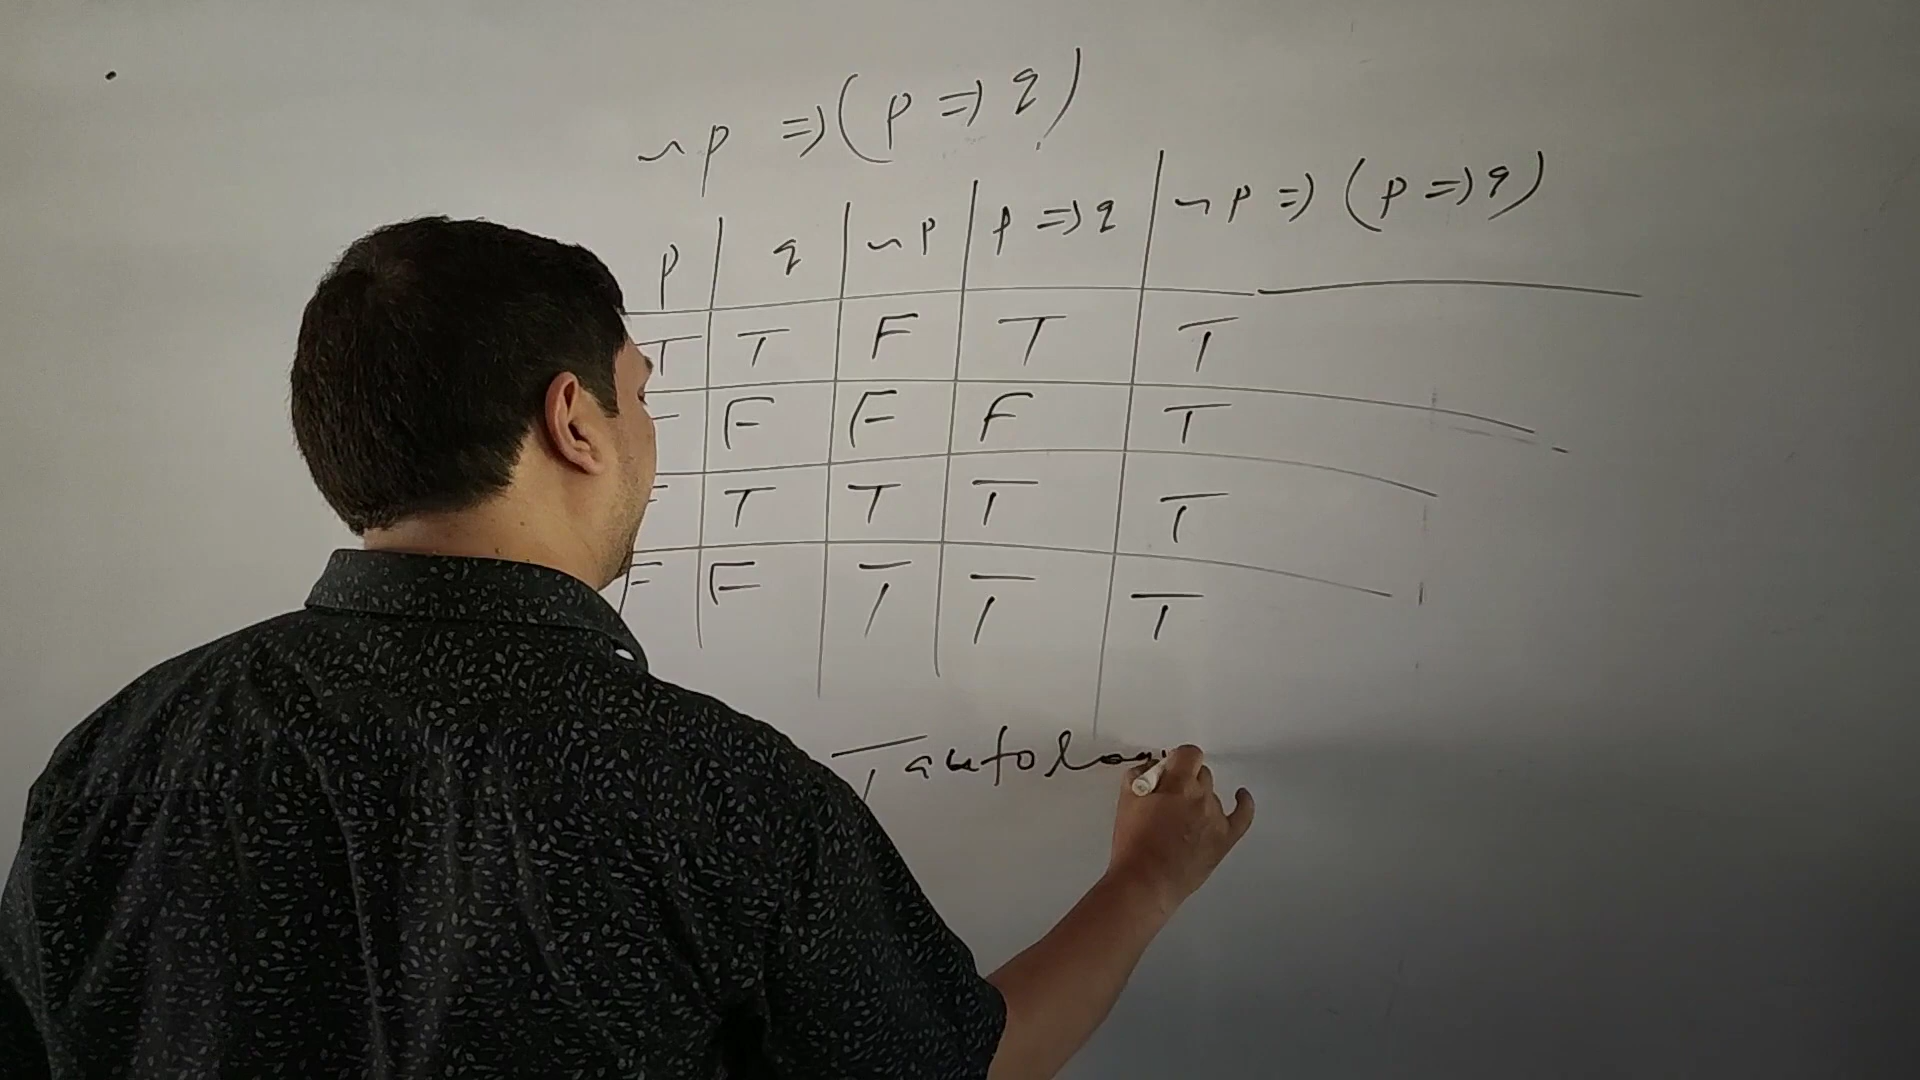 ~p => (p => q)
p | q | ~p | p => q | ~p => (p => q)
T | T | F | T | T
F | F | F | T
T | T | T | T
F | F | T | T | T
Tautolog